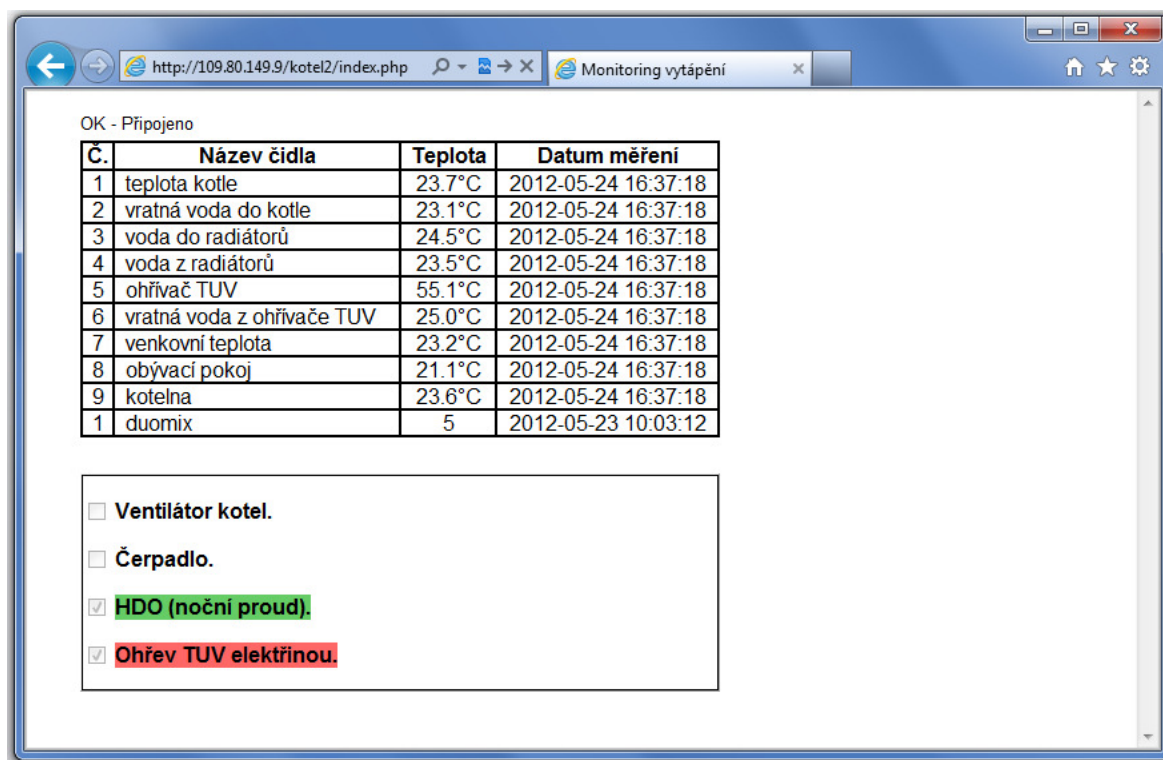 http://109.80.149.9/kotel2/index.php
Monitoring vytápění
OK - Připojeno
Č. Název čidla Teplota Datum měření
1 teplota kotle 23.7°C 2012-05-24 16:37:18
2 vratná voda do kotle 23.1°C 2012-05-24 16:37:18
3 voda do radiátorů 24.5°C 2012-05-24 16:37:18
4 voda z radiátorů 23.5°C 2012-05-24 16:37:18
5 ohřívač TUV 55.1°C 2012-05-24 16:37:18
6 vratná voda z ohřívače TUV 25.0°C 2012-05-24 16:37:18
7 venkovní teplota 23.2°C 2012-05-24 16:37:18
8 obývací pokoj 21.1°C 2012-05-24 16:37:18
9 kotelna 23.6°C 2012-05-24 16:37:18
1 duomix 5 2012-05-23 10:03:12
Ventilátor kotel.
Čerpadlo.
HDO (noční proud).
Ohřev TUV elektřinou.